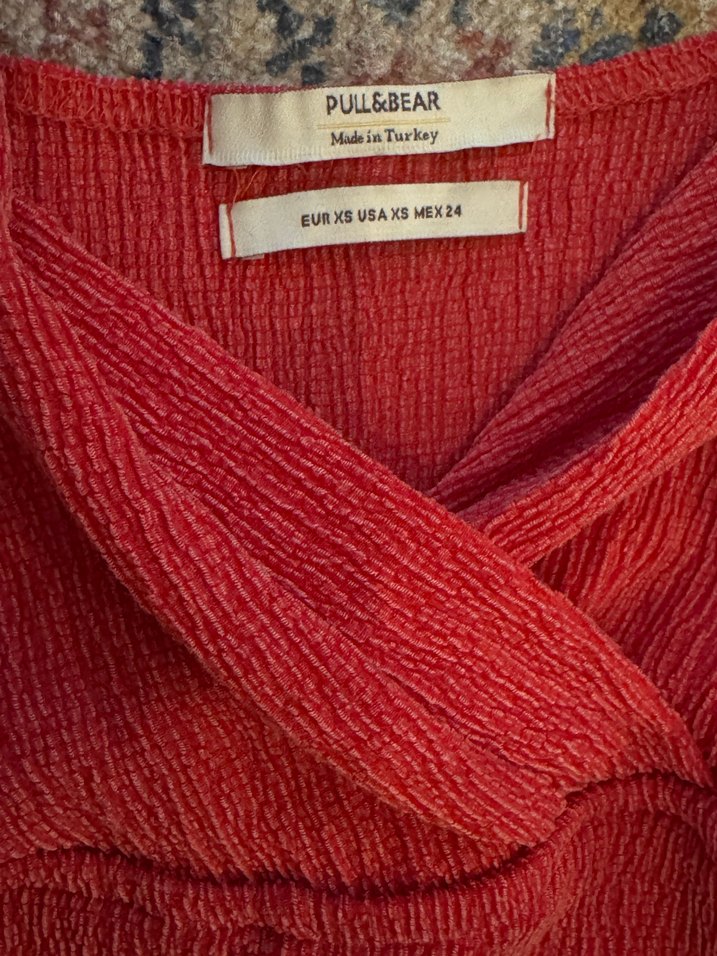 PULL&BEAR
Made in Turkey
EUR XS USA XS MEX 24